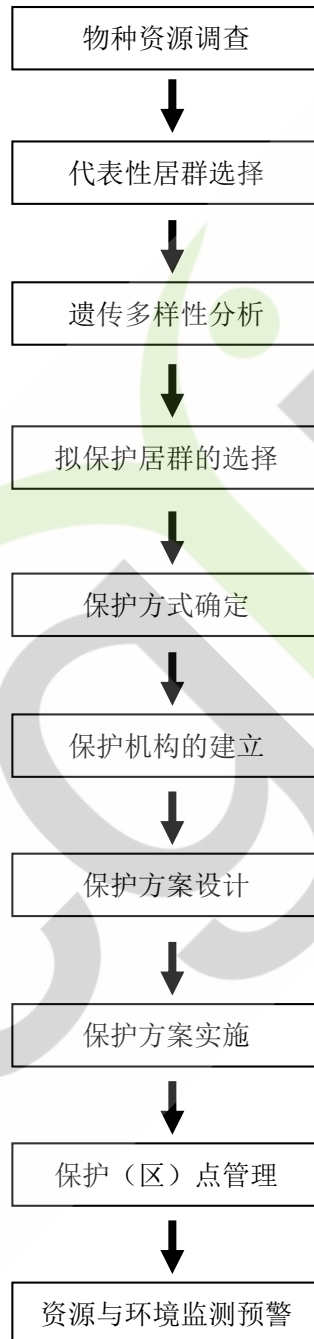 物种资源调查
代表性居群选择
遗传多样性分析
拟保护居群的选择
保护方式确定
保护机构的建立
保护方案设计
保护方案实施
保护（区）点管理
资源与环境监测预警